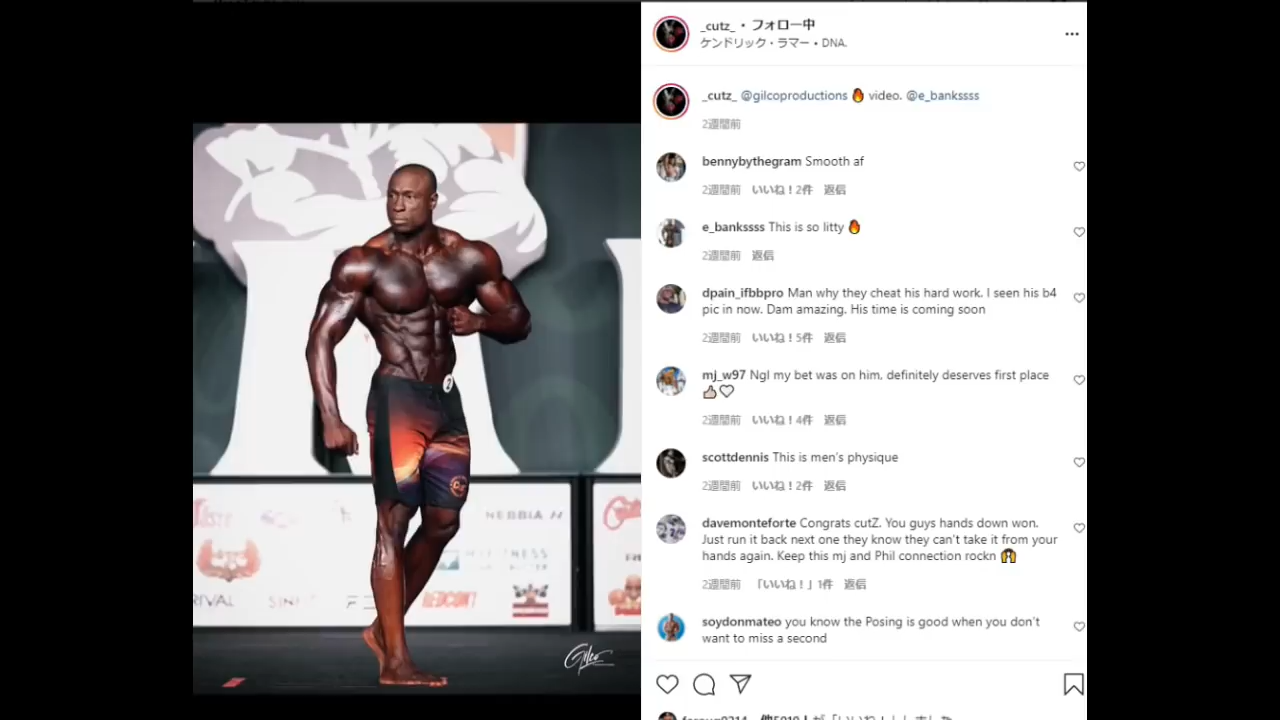 _cutz_ • フォロー中
ケンドリック・ラマー • DNA.
_cutz_ @gilcoproductions 🔥 video. @e_bankssss
2週間前
bennybythegram Smooth af
2週間前 いいね！2件 返信
e_bankssss This is so litty 🔥
2週間前 返信
dpain_ifbbpro Man why they cheat his hard work. I seen his b4
pic in now. Dam amazing. His time is coming soon
2週間前 いいね！5件 返信
mj_w97 Ngl my bet was on him, definitely deserves first place
👍🏼♡
2週間前 いいね！4件 返信
scottdennis This is men's physique
2週間前 いいね！2件 返信
davemonteforte Congrats cutZ. You guys hands down won.
Just run it back next one they know they can't take it from your
hands again. Keep this mj and Phil connection rockn 🙌
2週間前 「いいね！」1件 返信
soydonmateo you know the Posing is good when you don't
want to miss a second
2
NEBBIA
RIVAL
REDCON1
Gilco